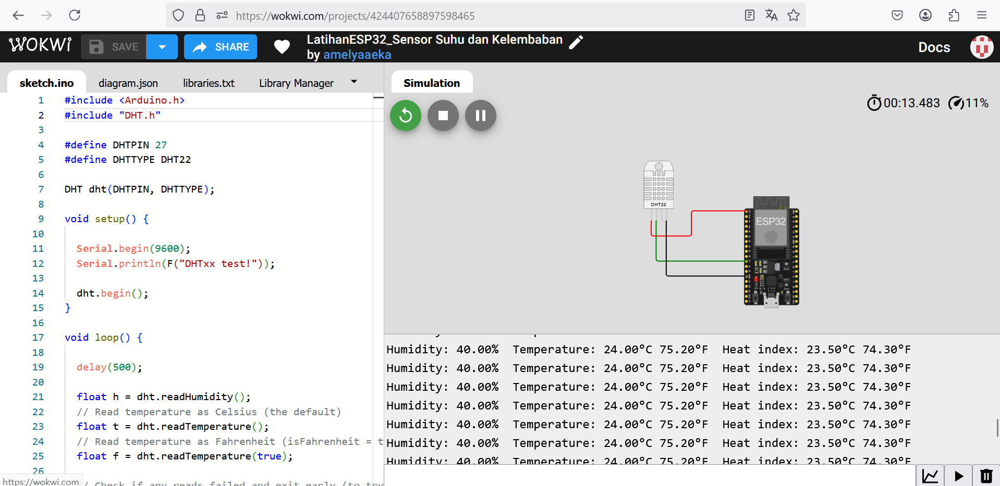 https://wokwi.com/projects/424407658897598465
WOKWi
SAVE
SHARE
LatihanESP32_Sensor Suhu dan Kelembaban
by amelyaaeka
Docs
sketch.ino
diagram.json
libraries.txt
Library Manager
1 #include <Arduino.h>
2 #include "DHT.h"
3
4 #define DHTPIN 27
5 #define DHTTYPE DHT22
6
7 DHT dht(DHTPIN, DHTTYPE);
8
9 void setup() {
10
11 Serial.begin(9600);
12 Serial.println(F("DHTxx test!"));
13
14 dht.begin();
15 }
16
17 void loop() {
18
19 delay(500);
20
21 float h = dht.readHumidity();
22 // Read temperature as Celsius (the default)
23 float t = dht.readTemperature();
24 // Read temperature as Fahrenheit (isFahrenheit = t
25 float f = dht.readTemperature(true);
26
// Check if any reads failed and exit early (to try
https://wokwi.com
Simulation
00:13.483
11%
DHT22
ESP32
Humidity: 40.00% Temperature: 24.00°C 75.20°F Heat index: 23.50°C 74.30°F
Humidity: 40.00% Temperature: 24.00°C 75.20°F Heat index: 23.50°C 74.30°F
Humidity: 40.00% Temperature: 24.00°C 75.20°F Heat index: 23.50°C 74.30°F
Humidity: 40.00% Temperature: 24.00°C 75.20°F Heat index: 23.50°C 74.30°F
Humidity: 40.00% Temperature: 24.00°C 75.20°F Heat index: 23.50°C 74.30°F
Humidity: 40.00% Temperature: 24.00°C 75.20°F Heat index: 23.50°C 74.30°F
Humidity: 40.00% Temperature: 24.00°C 75.20°F Heat index: 23.50°C 74.30°F